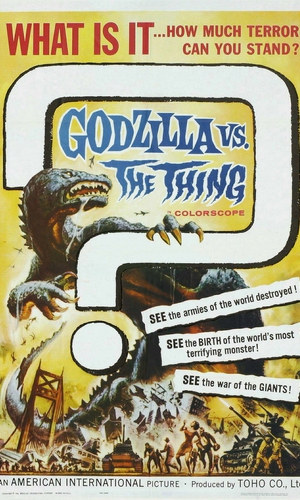 WHAT IS IT...HOW MUCH TERROR
CAN YOU STAND?
GODZILLA VS.
THE THING
COLORSCOPE
SEE the armies of the world destroyed!
SEE the BIRTH of the world's most
terrifying monster!
SEE the war of the GIANTS!
AN AMERICAN INTERNATIONAL PICTURE • Produced by TOHO CO., Lt